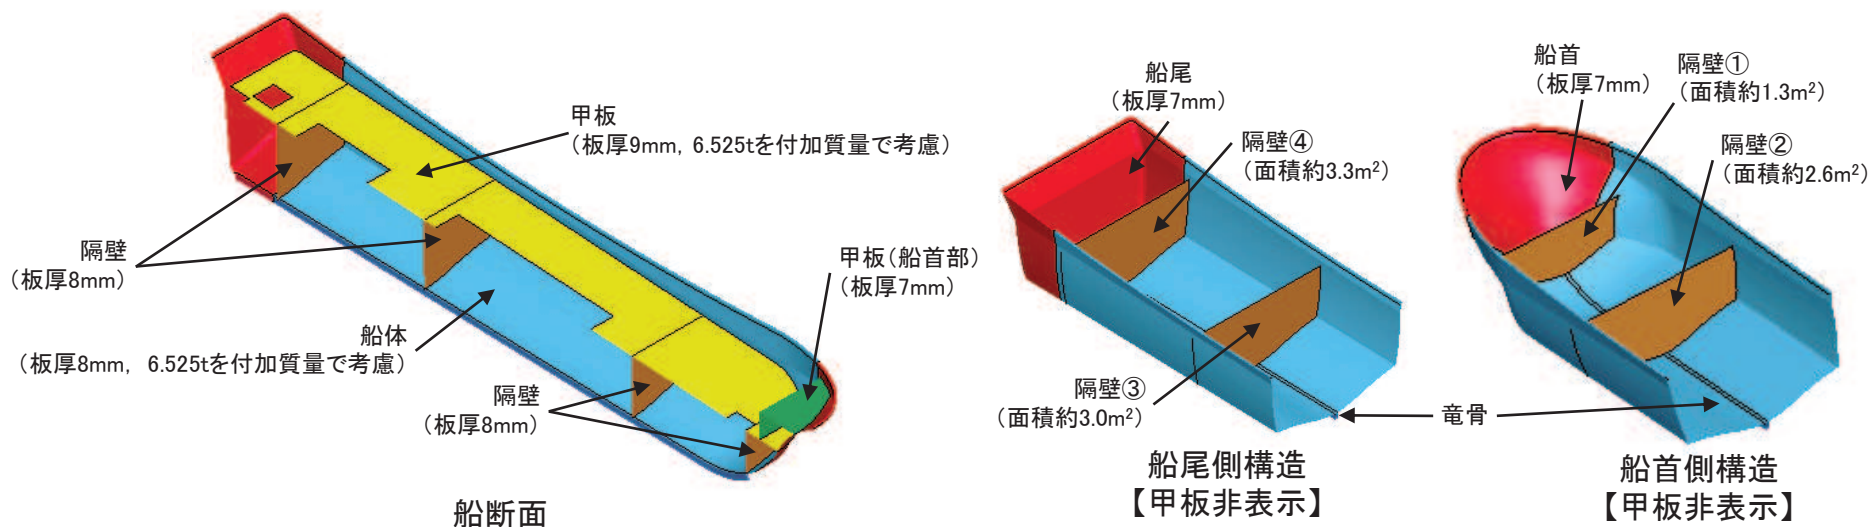 甲板
（板厚9mm，6.525tを付加質量で考慮）
隔壁
（板厚8mm）
船体
（板厚8mm，6.525tを付加質量で考慮）
甲板（船首部）
（板厚7mm）
隔壁
（板厚8mm）
船断面
船尾
（板厚7mm）
隔壁④
（面積約3.3m²）
隔壁③
（面積約3.0m²）
竜骨
船尾側構造
【甲板非表示】
船首
（板厚7mm）
隔壁①
（面積約1.3m²）
隔壁②
（面積約2.6m²）
船首側構造
【甲板非表示】